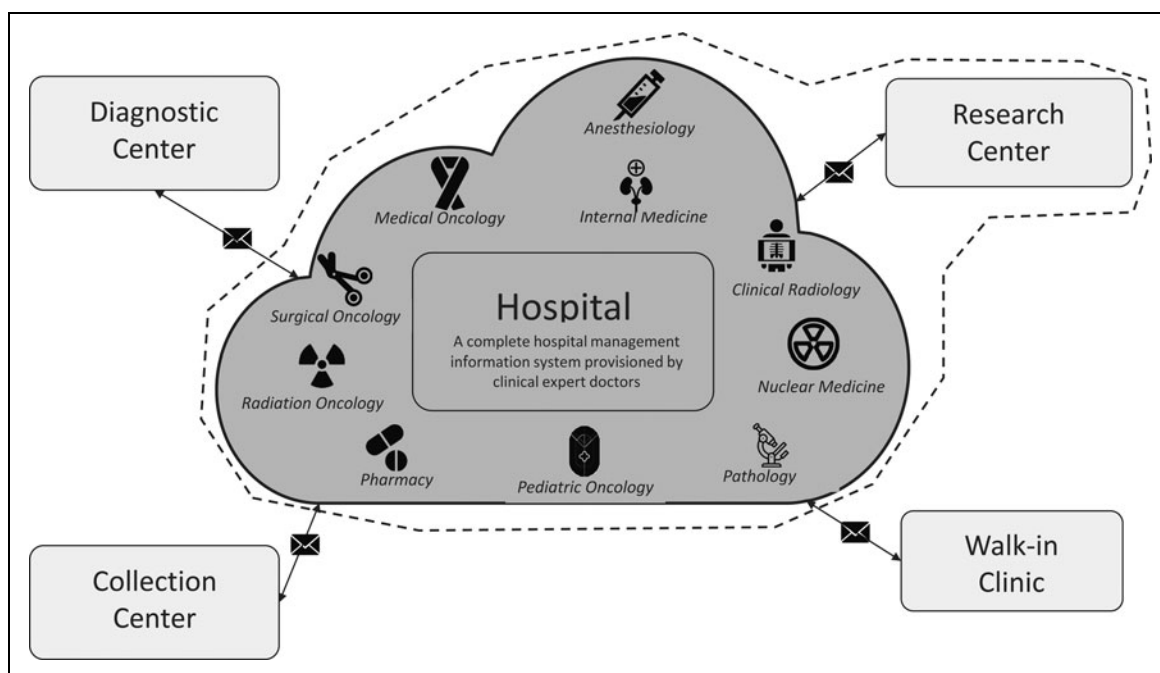 Diagnostic
Center
Research
Center
Anesthesiology
Medical Oncology
Internal Medicine
Surgical Oncology
Clinical Radiology
Hospital
A complete hospital management
information system provisioned by
clinical expert doctors
Radiation Oncology
Nuclear Medicine
Pharmacy
Pediatric Oncology
Pathology
Collection
Center
Walk-in
Clinic